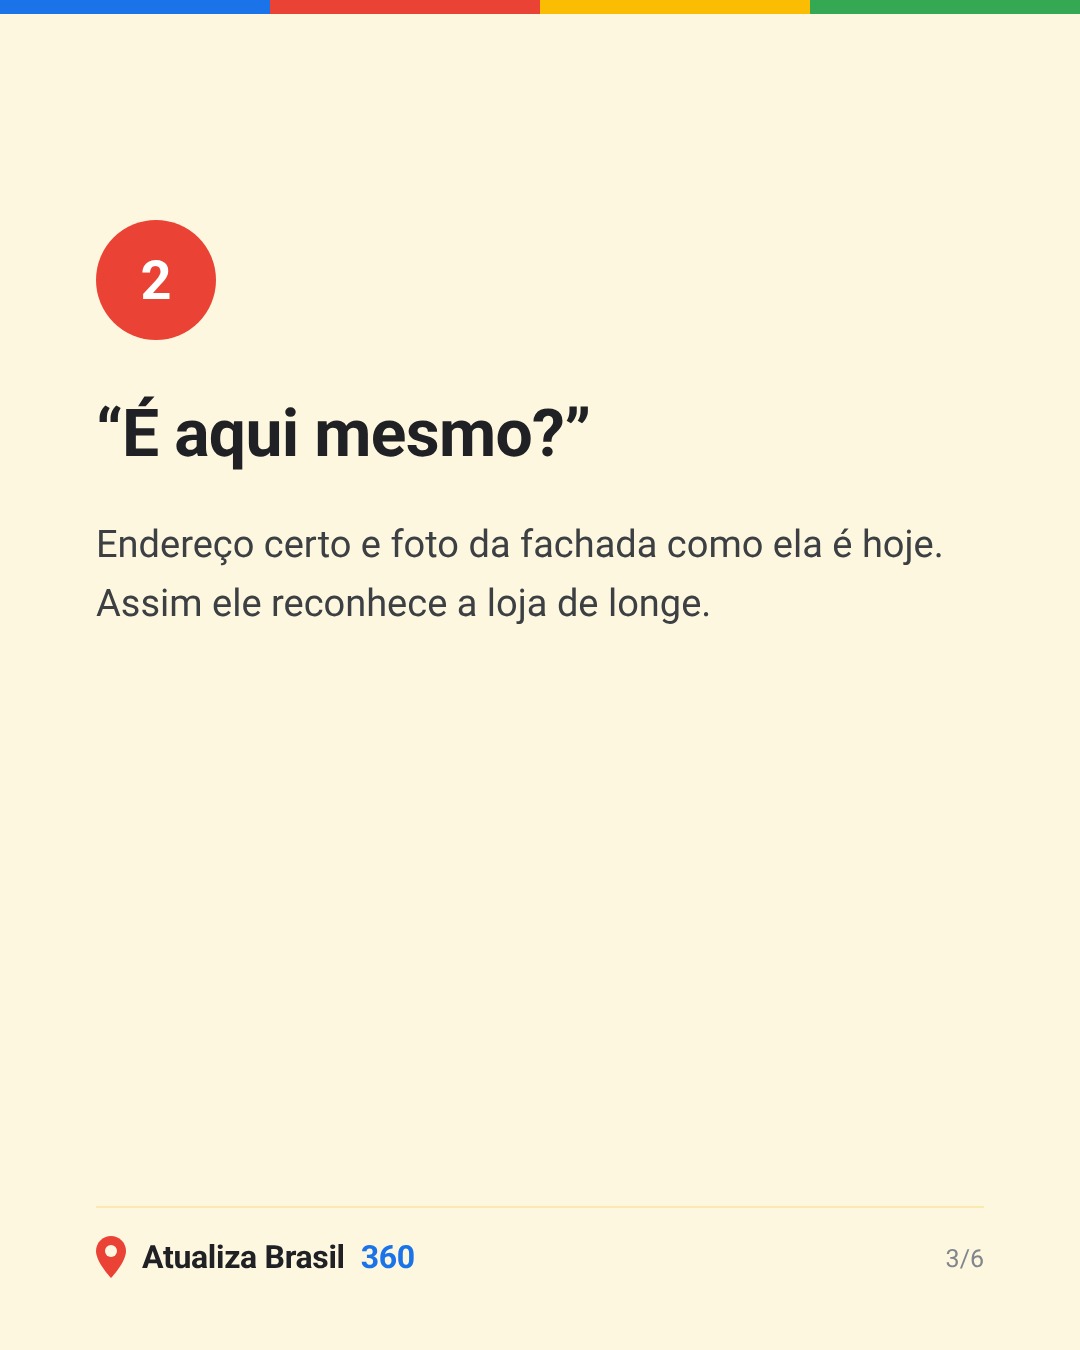 2
“É aqui mesmo?”
Endereço certo e foto da fachada como ela é hoje.
Assim ele reconhece a loja de longe.
Atualiza Brasil 360
3/6